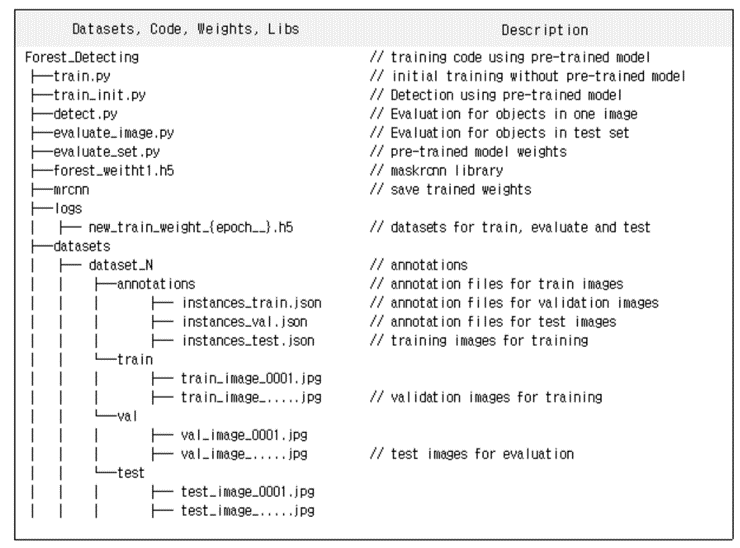 Datasets, Code, Weights, Libs    Description
Forest_Detecting    // training code using pre-trained model
├──train.py    // initial training without pre-trained model
├──train_init.py    // Detection using pre-trained model
├──detect.py    // Evaluation for objects in one image
├──evaluate_image.py    // Evaluation for objects in test set
├──evaluate_set.py    // pre-trained model weights
├──forest_weitht1.h5    // maskrcnn library
├──mrcnn    // save trained weights
├──logs
│   ├── new_train_weight_{epoch__}.h5    // datasets for train, evaluate and test
├──datasets
│   ├── dataset_N    // annotations
│   │   ├──annotations    // annotation files for train images
│   │   │   ├── instances_train.json    // annotation files for validation images
│   │   │   ├── instances_val.json    // annotation files for test images
│   │   │   ├── instances_test.json    // training images for training
│   │   └──train
│   │   │   ├── train_image_0001.jpg
│   │   │   ├── train_image_.....jpg    // validation images for training
│   │   └──val
│   │   │   ├── val_image_0001.jpg
│   │   │   ├── val_image_.....jpg    // test images for evaluation
│   │   └──test
│   │   │   ├── test_image_0001.jpg
│   │   │   ├── test_image_.....jpg